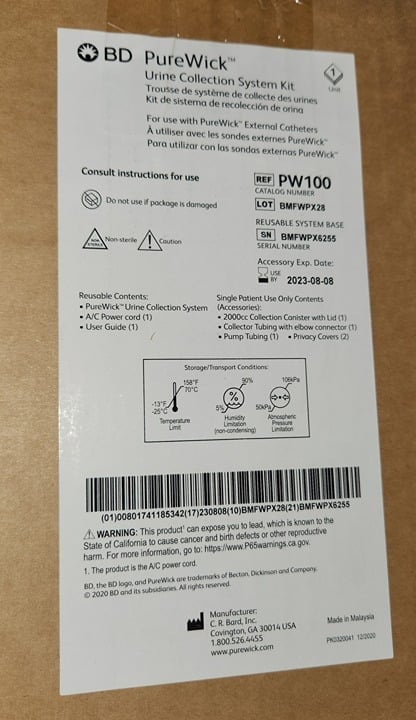 BD PureWick™
Urine Collection System Kit
Trousse de système de collecte des urines
Kit de sistema de recolección de orina
1
Unit
For use with PureWick™ External Catheters
À utiliser avec les sondes externes PureWick™
Para utilizar con las sondas externas PureWick™
Consult instructions for use
Do not use if package is damaged
NON STERILE Non-sterile Caution
REF PW100
CATALOG NUMBER
LOT BMFWPX28
REUSABLE SYSTEM BASE
SN BMFWPX6255
SERIAL NUMBER
Accessory Exp. Date:
USE BY 2023-08-08
Reusable Contents:
• PureWick™ Urine Collection System
• A/C Power cord (1)
• User Guide (1)
Single Patient Use Only Contents
(Accessories):
• 2000cc Collection Canister with Lid (1)
• Collector Tubing with elbow connector (1)
• Pump Tubing (1) • Privacy Covers (2)
Storage/Transport Conditions:
158°F
70°C
-13°F
-25°C
Temperature
Limit
90%
%
5%
Humidity
Limitation
(non-condensing)
106kPa
50kPa
Atmospheric
Pressure
Limitation
(01)00801741185342(17)230808(10)BMFWPX28(21)BMFWPX6255
WARNING: This product¹ can expose you to lead, which is known to the
State of California to cause cancer and birth defects or other reproductive
harm. For more information, go to: https://www.P65warnings.ca.gov.
1. The product is the A/C power cord.
BD, the BD logo, and PureWick are trademarks of Becton, Dickinson and Company.
© 2020 BD and its subsidiaries. All rights reserved.
Manufacturer:
C. R. Bard, Inc.
Covington, GA 30014 USA
1.800.526.4455
www.purewick.com
Made in Malaysia
PK0320041 12/2020